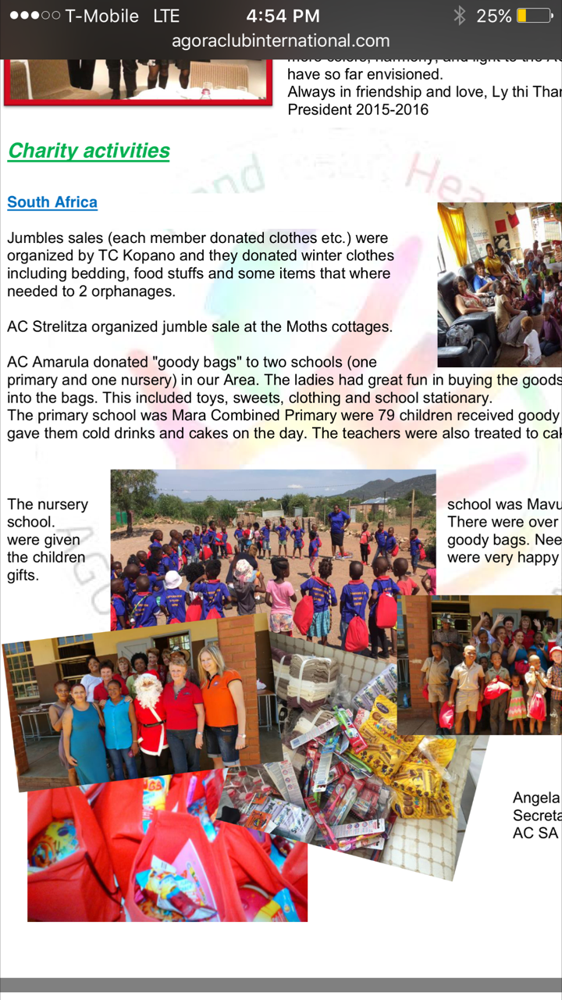 T-Mobile LTE 4:54 PM 25%
agoraclubinternational.com
more colors, harmony, and light to the
have so far envisioned.
Always in friendship and love, Ly thi
President 2015-2016
Charity activities
South Africa
Jumbles sales (each member donated clothes etc.) were
organized by TC Kopano and they donated winter clothes
including bedding, food stuffs and some items that where
needed to 2 orphanages.
AC Strelitza organized jumble sale at the Moths cottages.
AC Amarula donated "goody bags" to two schools (one
primary and one nursery) in our Area. The ladies had great fun in buying the goods
into the bags. This included toys, sweets, clothing and school stationary.
The primary school was Mara Combined Primary were 79 children received goody
gave them cold drinks and cakes on the day. The teachers were also treated to
The nursery school was
school. There were over
were given goody bags.
the children were very happy
gifts.
Angela
AC SA